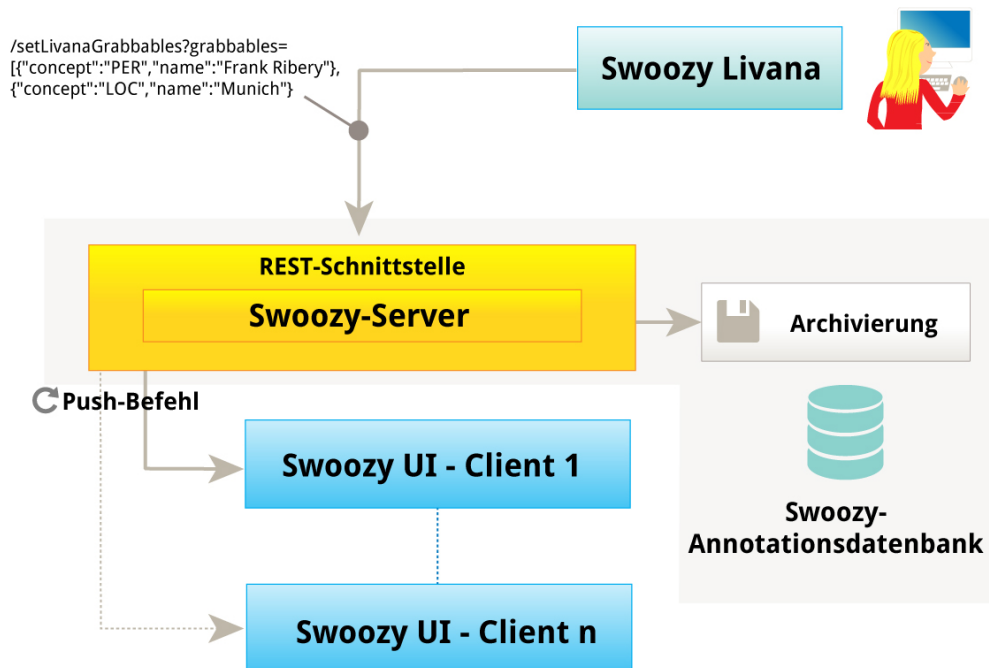 /setLivanaGrabbables?grabbables=
[{"concept":"PER","name":"Frank Ribery"},
{"concept":"LOC","name":"Munich"}
Swoozy Livana
REST-Schnittstelle
Swoozy-Server
Archivierung
Push-Befehl
Swoozy UI - Client 1
Swoozy-
Annotationsdatenbank
Swoozy UI - Client n